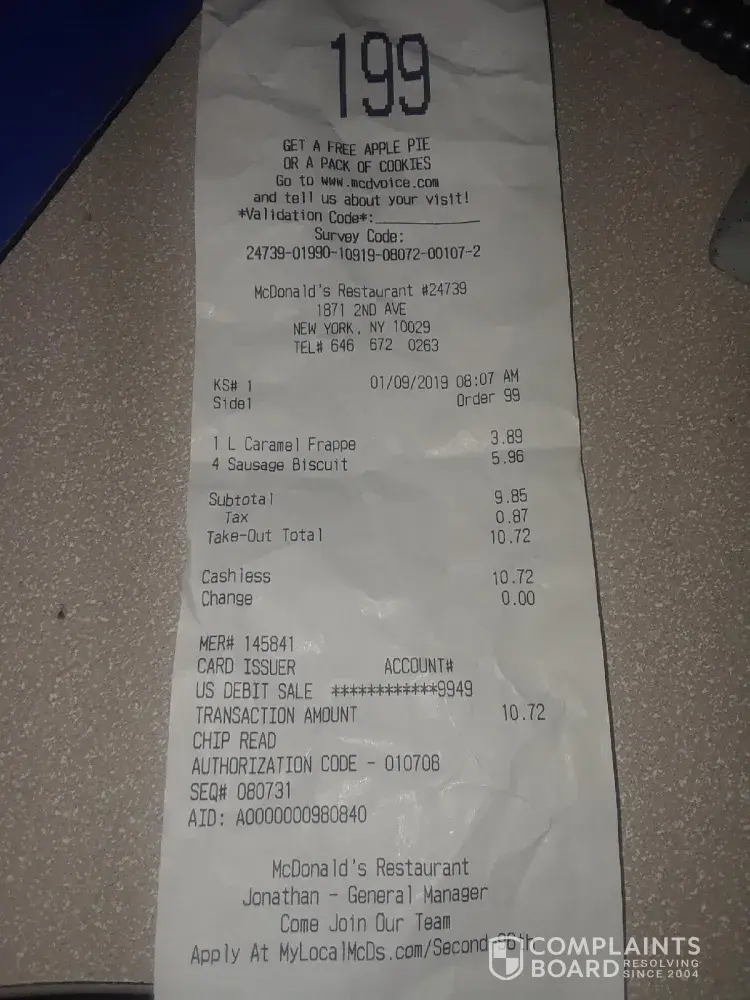 199
GET A FREE APPLE PIE
OR A PACK OF COOKIES
Go to www.mcdvoice.com
and tell us about your visit!
*Validation Code*:____________
Survey Code:
24739-01990-10919-08072-00107-2
McDonald's Restaurant #24739
1871 2ND AVE
NEW YORK, NY 10029
TEL# 646 672 0263
KS# 1 01/09/2019 08:07 AM
Side1 Order 99
1 L Caramel Frappe 3.89
4 Sausage Biscuit 5.96
Subtotal 9.85
Tax 0.87
Take-Out Total 10.72
Cashless 10.72
Change 0.00
MER# 145841
CARD ISSUER ACCOUNT#
US DEBIT SALE ************9949
TRANSACTION AMOUNT 10.72
CHIP READ
AUTHORIZATION CODE - 010708
SEQ# 080731
AID: A0000000980840
McDonald's Restaurant
Jonathan - General Manager
Come Join Our Team
Apply At MyLocalMcDs.com/Second-96th
COMPLAINTS
BOARD RESOLVING SINCE 2004